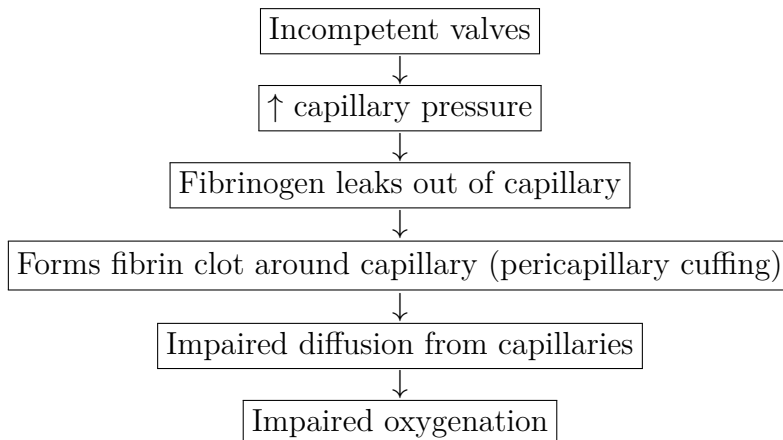 Incompetent valves
↑ capillary pressure
Fibrinogen leaks out of capillary
Forms fibrin clot around capillary (pericapillary cuffing)
Impaired diffusion from capillaries
Impaired oxygenation